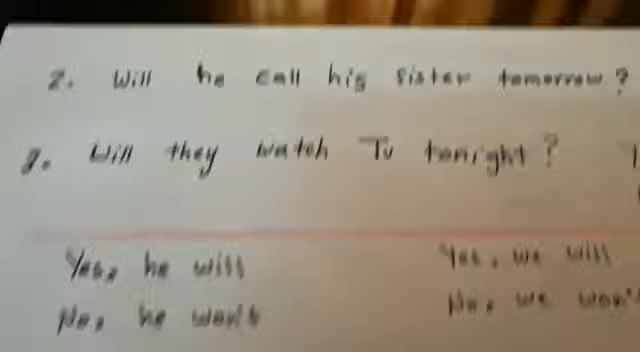 2. Will he call his sister tomorrow?
3. Will they watch Tv tonight?
Yes, he will
No, he won't
Yes, we will
No, we won't